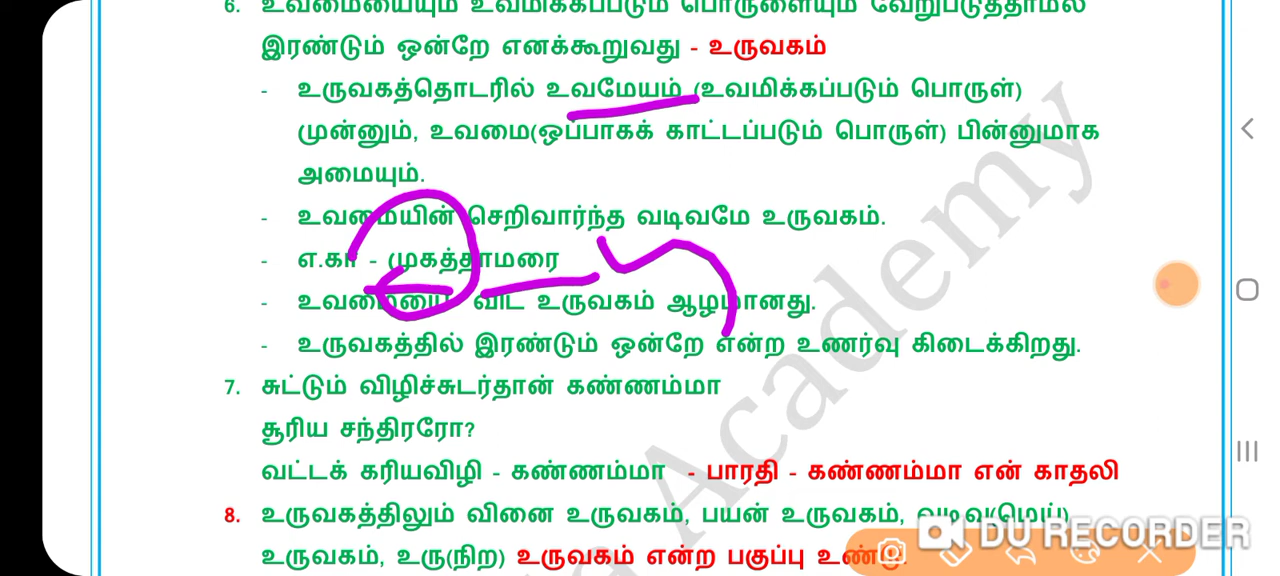 6. உவமையையும் உவமிக்கப்படும் பொருளையும் வேறுபடுத்தாமல்
இரண்டும் ஒன்றே எனக்கூறுவது - உருவகம்
- உருவகத்தொடரில் உவமேயம் (உவமிக்கப்படும் பொருள்)
முன்னும், உவமை(ஒப்பாகக் காட்டப்படும் பொருள்) பின்னுமாக
அமையும்.
- உவமையின் செறிவார்ந்த வடிவமே உருவகம்.
- எ.கா - முகத்தாமரை
- உவமையை விட உருவகம் ஆழமானது.
- உருவகத்தில் இரண்டும் ஒன்றே என்ற உணர்வு கிடைக்கிறது.
7. சுட்டும் விழிச்சுடர்தான் கண்ணம்மா
சூரிய சந்திரரோ?
வட்டக் கரியவிழி - கண்ணம்மா - பாரதி - கண்ணம்மா என் காதலி
8. உருவகத்திலும் வினை உருவகம், பயன் உருவகம், வடிவ(மெய்)
உருவகம், உரு(நிற) உருவகம் என்ற பகுப்பு உண்டு.
Academy
DU RECORDER